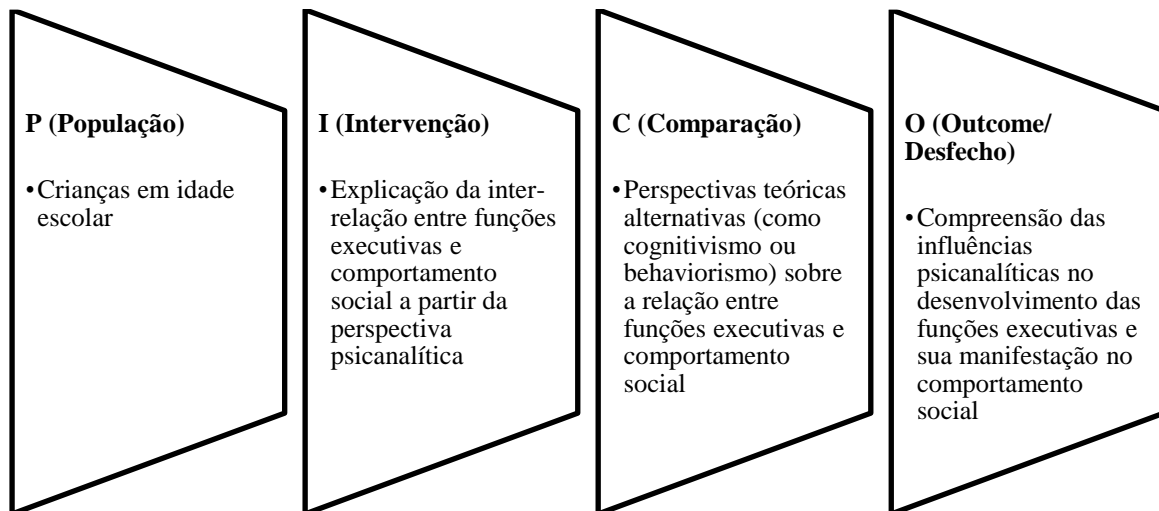 P (População)
•Crianças em idade
escolar
I (Intervenção)
•Explicação da inter-
relação entre funções
executivas e
comportamento
social a partir da
perspectiva
psicanalítica
C (Comparação)
•Perspectivas teóricas
alternativas (como
cognitivismo ou
behaviorismo) sobre
a relação entre
funções executivas e
comportamento
social
O (Outcome/
Desfecho)
•Compreensão das
influências
psicanalíticas no
desenvolvimento das
funções executivas e
sua manifestação no
comportamento
social